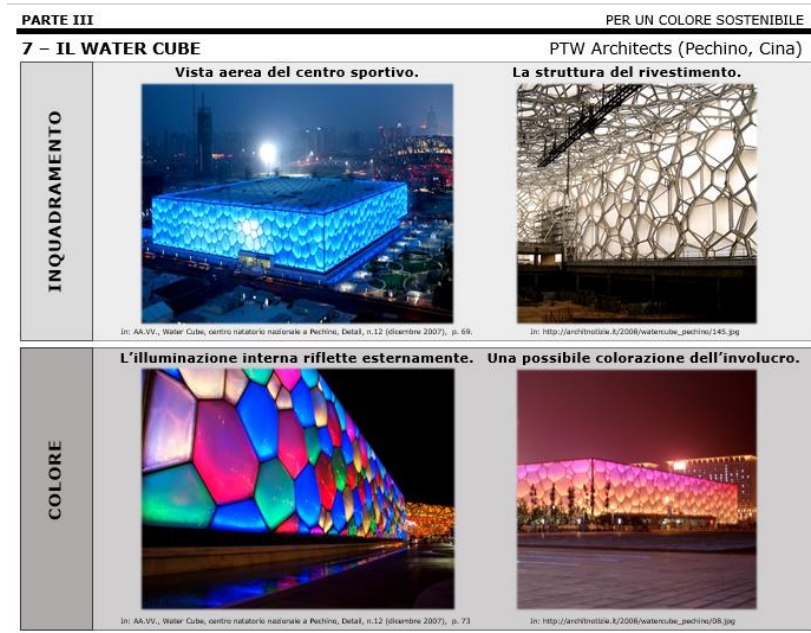 PARTE III PER UN COLORE SOSTENIBILE
7 – IL WATER CUBE PTW Architects (Pechino, Cina)
INQUADRAMENTO
Vista aerea del centro sportivo. La struttura del rivestimento.
In: AA.VV., Water Cube, centro natatorio nazionale a Pechino, Detail, n.12 (dicembre 2007), p. 69. In: http://architnotizie.it/2008/watercube_pechino/145.jpg
COLORE
L'illuminazione interna riflette esternamente. Una possibile colorazione dell'involucro.
In: AA.VV., Water Cube, centro natatorio nazionale a Pechino, Detail, n.12 (dicembre 2007), p. 73 In: http://architnotizie.it/2008/watercube_pechino/08.jpg